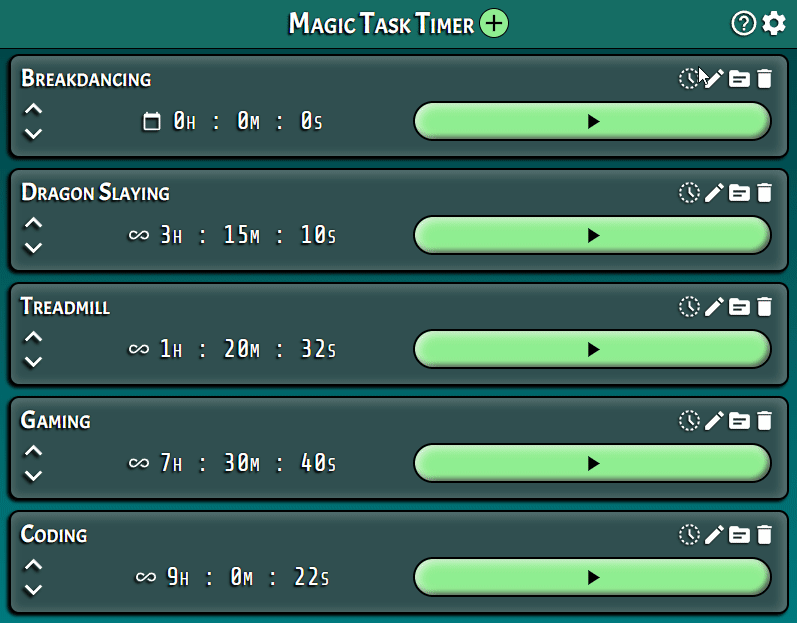 Magic Task Timer
Breakdancing
0h : 0m : 0s
Dragon Slaying
∞ 3h : 15m : 10s
Treadmill
∞ 1h : 20m : 32s
Gaming
∞ 7h : 30m : 40s
Coding
∞ 9h : 0m : 22s